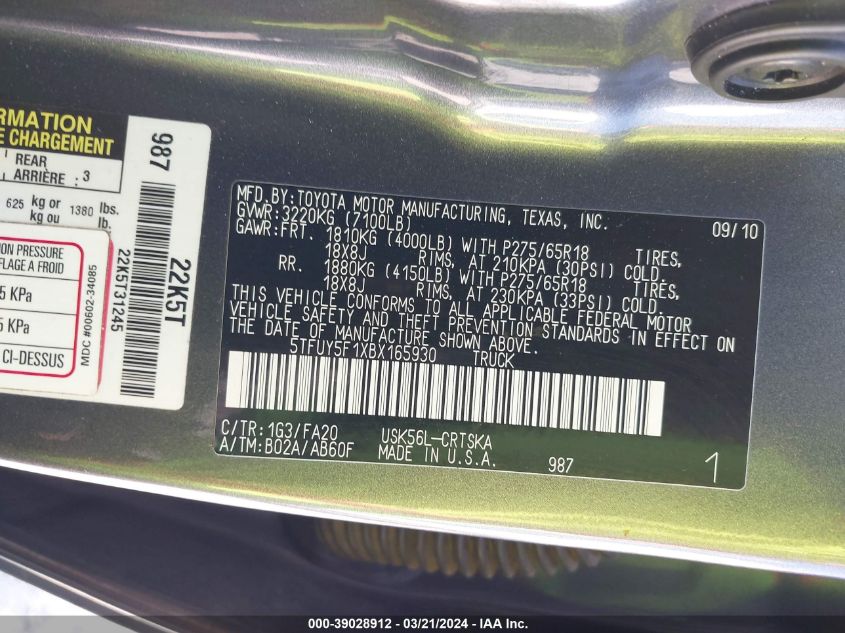 FORMATION
E CHARGEMENT
REAR
ARRIÈRE : 3
625 kg or 1380 lbs.
kg ou lb.
ION PRESSURE
FLAGE A FROID
5 KPa
5 KPa
CI-DESSUS
MDC #00602-34085
22K5T31245
22K5T
987
MFD.BY:TOYOTA MOTOR MANUFACTURING, TEXAS, INC. 09/10
GVWR:3220KG (7100LB)
GAWR:FRT. 1810KG (4000LB) WITH P275/65R18 TIRES,
18X8J RIMS, AT 210KPA (30PSI) COLD.
RR. 1880KG (4150LB) WITH P275/65R18 TIRES,
18X8J RIMS, AT 230KPA (33PSI) COLD.
THIS VEHICLE CONFORMS TO ALL APPLICABLE FEDERAL MOTOR
VEHICLE SAFETY AND THEFT PREVENTION STANDARDS IN EFFECT ON
THE DATE OF MANUFACTURE SHOWN ABOVE.
5TFUY5F1XBX165930 TRUCK
C/TR:1G3/FA20 USK56L-CRTSKA
A/TM:B02A/AB60F MADE IN U.S.A. 987 1
000-39028912 - 03/21/2024 - IAA Inc.